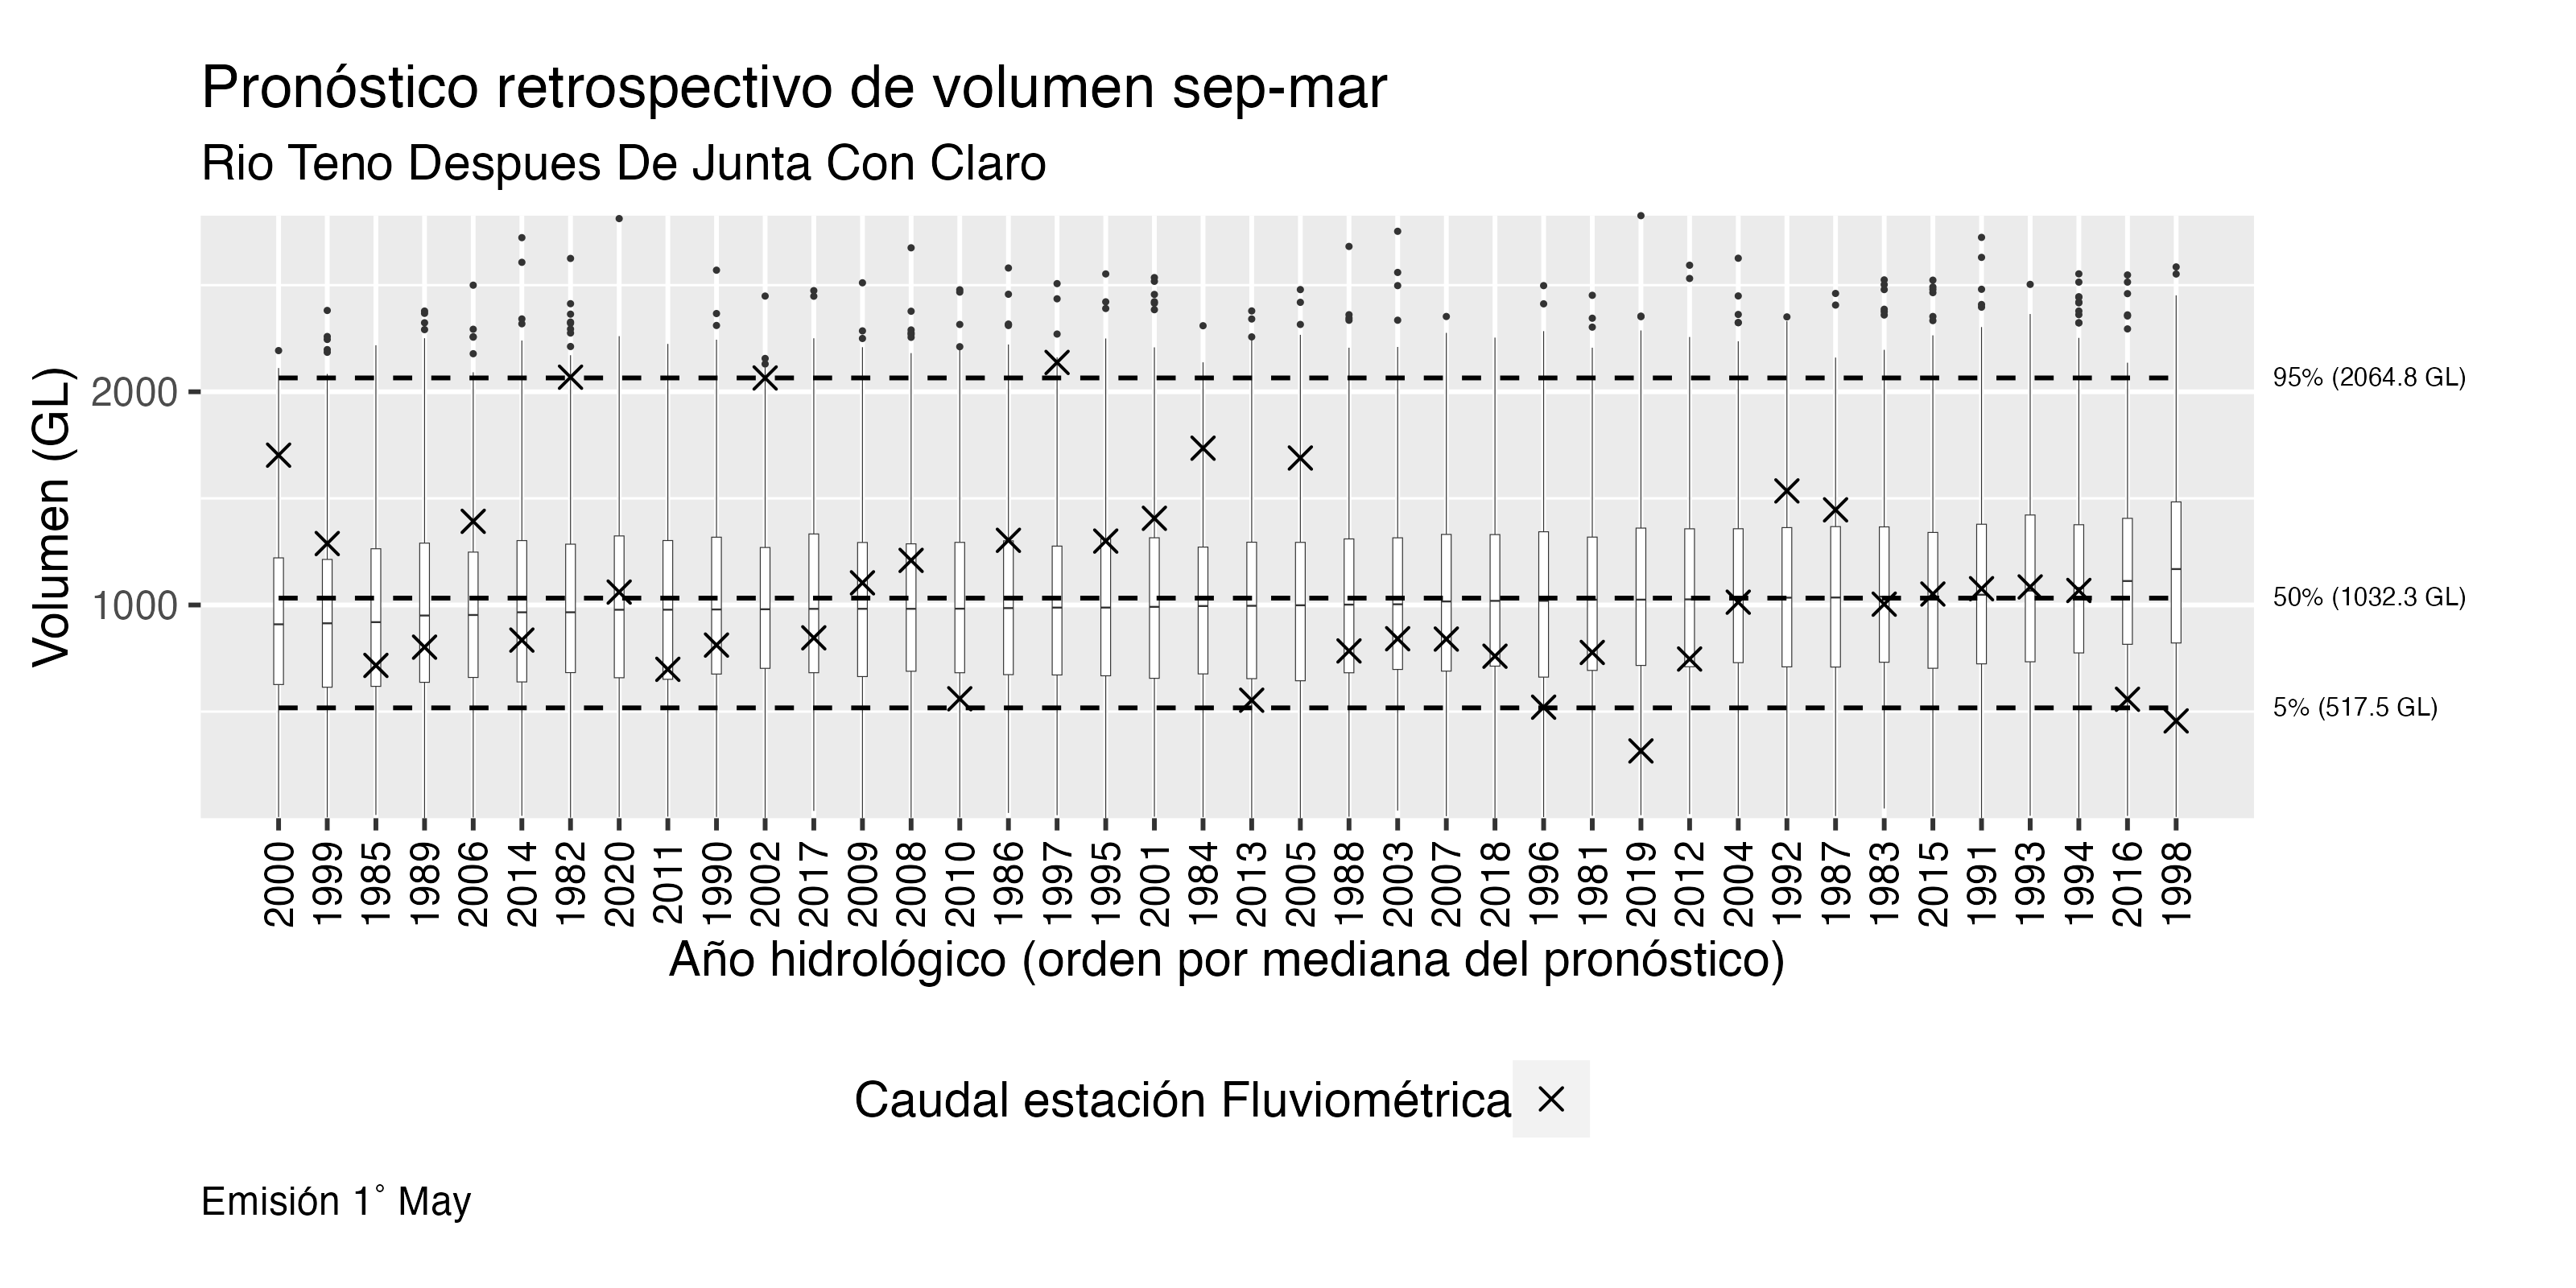 Pronóstico retrospectivo de volumen sep-mar
Rio Teno Despues De Junta Con Claro
Volumen (GL)
2000
1000
95% (2064.8 GL)
50% (1032.3 GL)
5% (517.5 GL)
2000 1999 1985 1989 2006 2014 1982 2020 2011 1990 2002 2017 2009 2008 2010 1986 1997 1995 2001 1984 2013 2005 1988 2003 2007 2018 1996 1981 2019 2012 2004 1992 1987 1983 2015 1991 1993 1994 2016 1998
Año hidrológico (orden por mediana del pronóstico)
Caudal estación Fluviométrica
Emisión 1˚ May